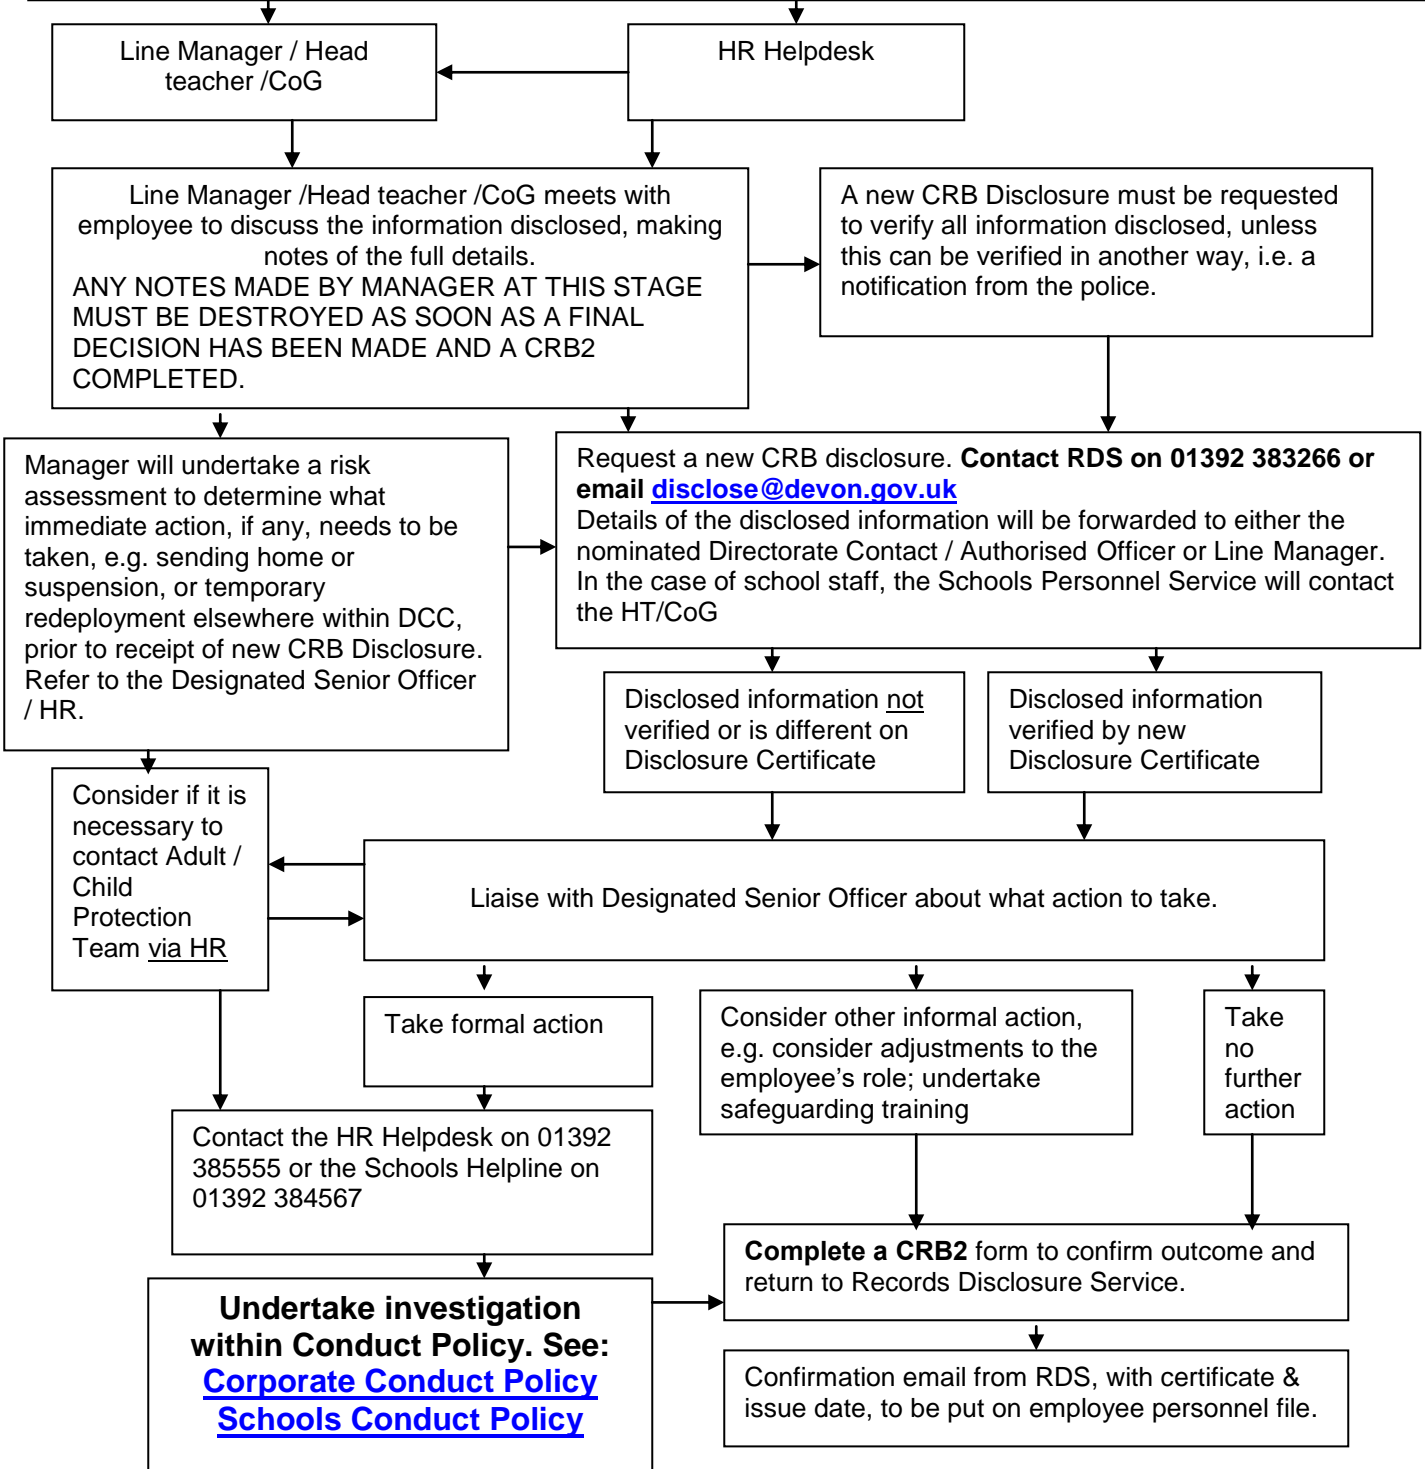 Line Manager / Head
teacher /CoG
HR Helpdesk
Line Manager /Head teacher /CoG meets with
employee to discuss the information disclosed, making
notes of the full details.
ANY NOTES MADE BY MANAGER AT THIS STAGE
MUST BE DESTROYED AS SOON AS A FINAL
DECISION HAS BEEN MADE AND A CRB2
COMPLETED.
A new CRB Disclosure must be requested
to verify all information disclosed, unless
this can be verified in another way, i.e. a
notification from the police.
Manager will undertake a risk
assessment to determine what
immediate action, if any, needs to be
taken, e.g. sending home or
suspension, or temporary
redeployment elsewhere within DCC,
prior to receipt of new CRB Disclosure.
Refer to the Designated Senior Officer
/ HR.
Request a new CRB disclosure. Contact RDS on 01392 383266 or
email disclose@devon.gov.uk
Details of the disclosed information will be forwarded to either the
nominated Directorate Contact / Authorised Officer or Line Manager.
In the case of school staff, the Schools Personnel Service will contact
the HT/CoG
Disclosed information not
verified or is different on
Disclosure Certificate
Disclosed information
verified by new
Disclosure Certificate
Consider if it is
necessary to
contact Adult /
Child
Protection
Team via HR
Liaise with Designated Senior Officer about what action to take.
Take formal action
Consider other informal action,
e.g. consider adjustments to the
employee’s role; undertake
safeguarding training
Take
no
further
action
Contact the HR Helpdesk on 01392
385555 or the Schools Helpline on
01392 384567
Complete a CRB2 form to confirm outcome and
return to Records Disclosure Service.
Undertake investigation
within Conduct Policy. See:
Corporate Conduct Policy
Schools Conduct Policy
Confirmation email from RDS, with certificate &
issue date, to be put on employee personnel file.